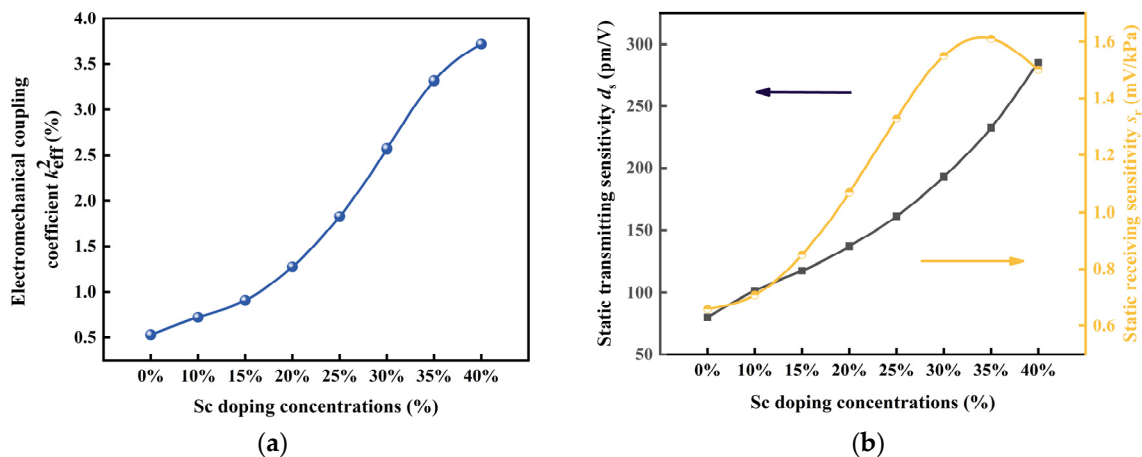 Electromechanical coupling
coefficient k²eff (%)
4.0
3.5
3.0
2.5
2.0
1.5
1.0
0.5
0% 10% 15% 20% 25% 30% 35% 40%
Sc doping concentrations (%)
(a)
Static transmitting sensitivity ds (pm/V)
300
250
200
150
100
50
0% 10% 15% 20% 25% 30% 35% 40%
Sc doping concentrations (%)
1.6
1.4
1.2
1.0
0.8
0.6
Static receiving sensitivity sr (mV/kPa)
(b)